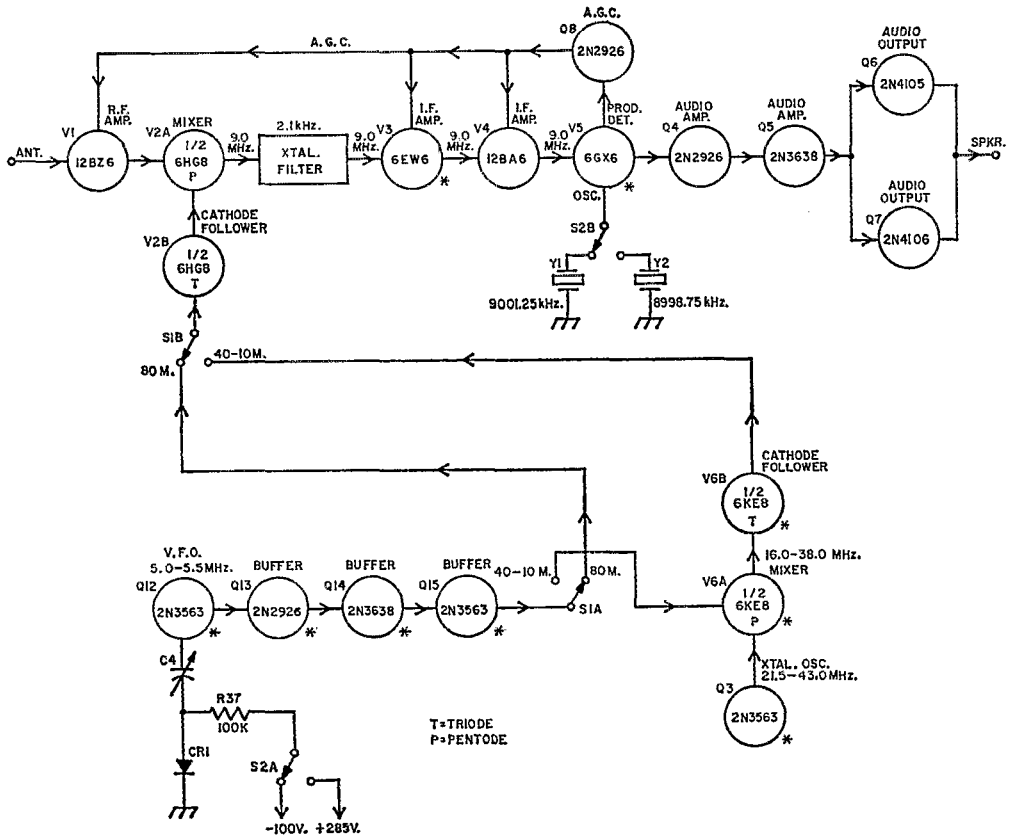 A.G.C.
Q8
2N2926
A.G.C.
R.F. AMP.
V1
12BZ6
ANT.
MIXER
V2A
1/2
6HG8
P
9.0 MHz.
2.1kHz.
XTAL. FILTER
9.0 MHz.
I.F. AMP.
V3
6EW6
*
9.0 MHz.
I.F. AMP.
V4
12BA6
9.0 MHz.
PROD. DET.
V5
6GX6
*
OSC.
AUDIO AMP.
Q4
2N2926
AUDIO AMP.
Q5
2N3638
AUDIO OUTPUT
Q6
2N4105
SPKR.
AUDIO OUTPUT
Q7
2N4106
CATHODE FOLLOWER
V2B
1/2
6HG8
T
S2B
Y1
9001.25kHz.
Y2
8998.75kHz.
S1B
80M.
40-10M.
CATHODE FOLLOWER
V6B
1/2
6KE8
T
*
16.0-38.0 MHz.
MIXER
V6A
1/2
6KE8
P
*
XTAL. OSC.
21.5-43.0MHz.
Q3
2N3563
*
V.F.O.
5.0-5.5MHz.
Q12
2N3563
*
BUFFER
Q13
2N2926
*
BUFFER
Q14
2N3638
*
BUFFER
Q15
2N3563
*
40-10M.
80M.
S1A
C4
R37
100K
CR1
S2A
-100V.
+285V.
T=TRIODE
P=PENTODE